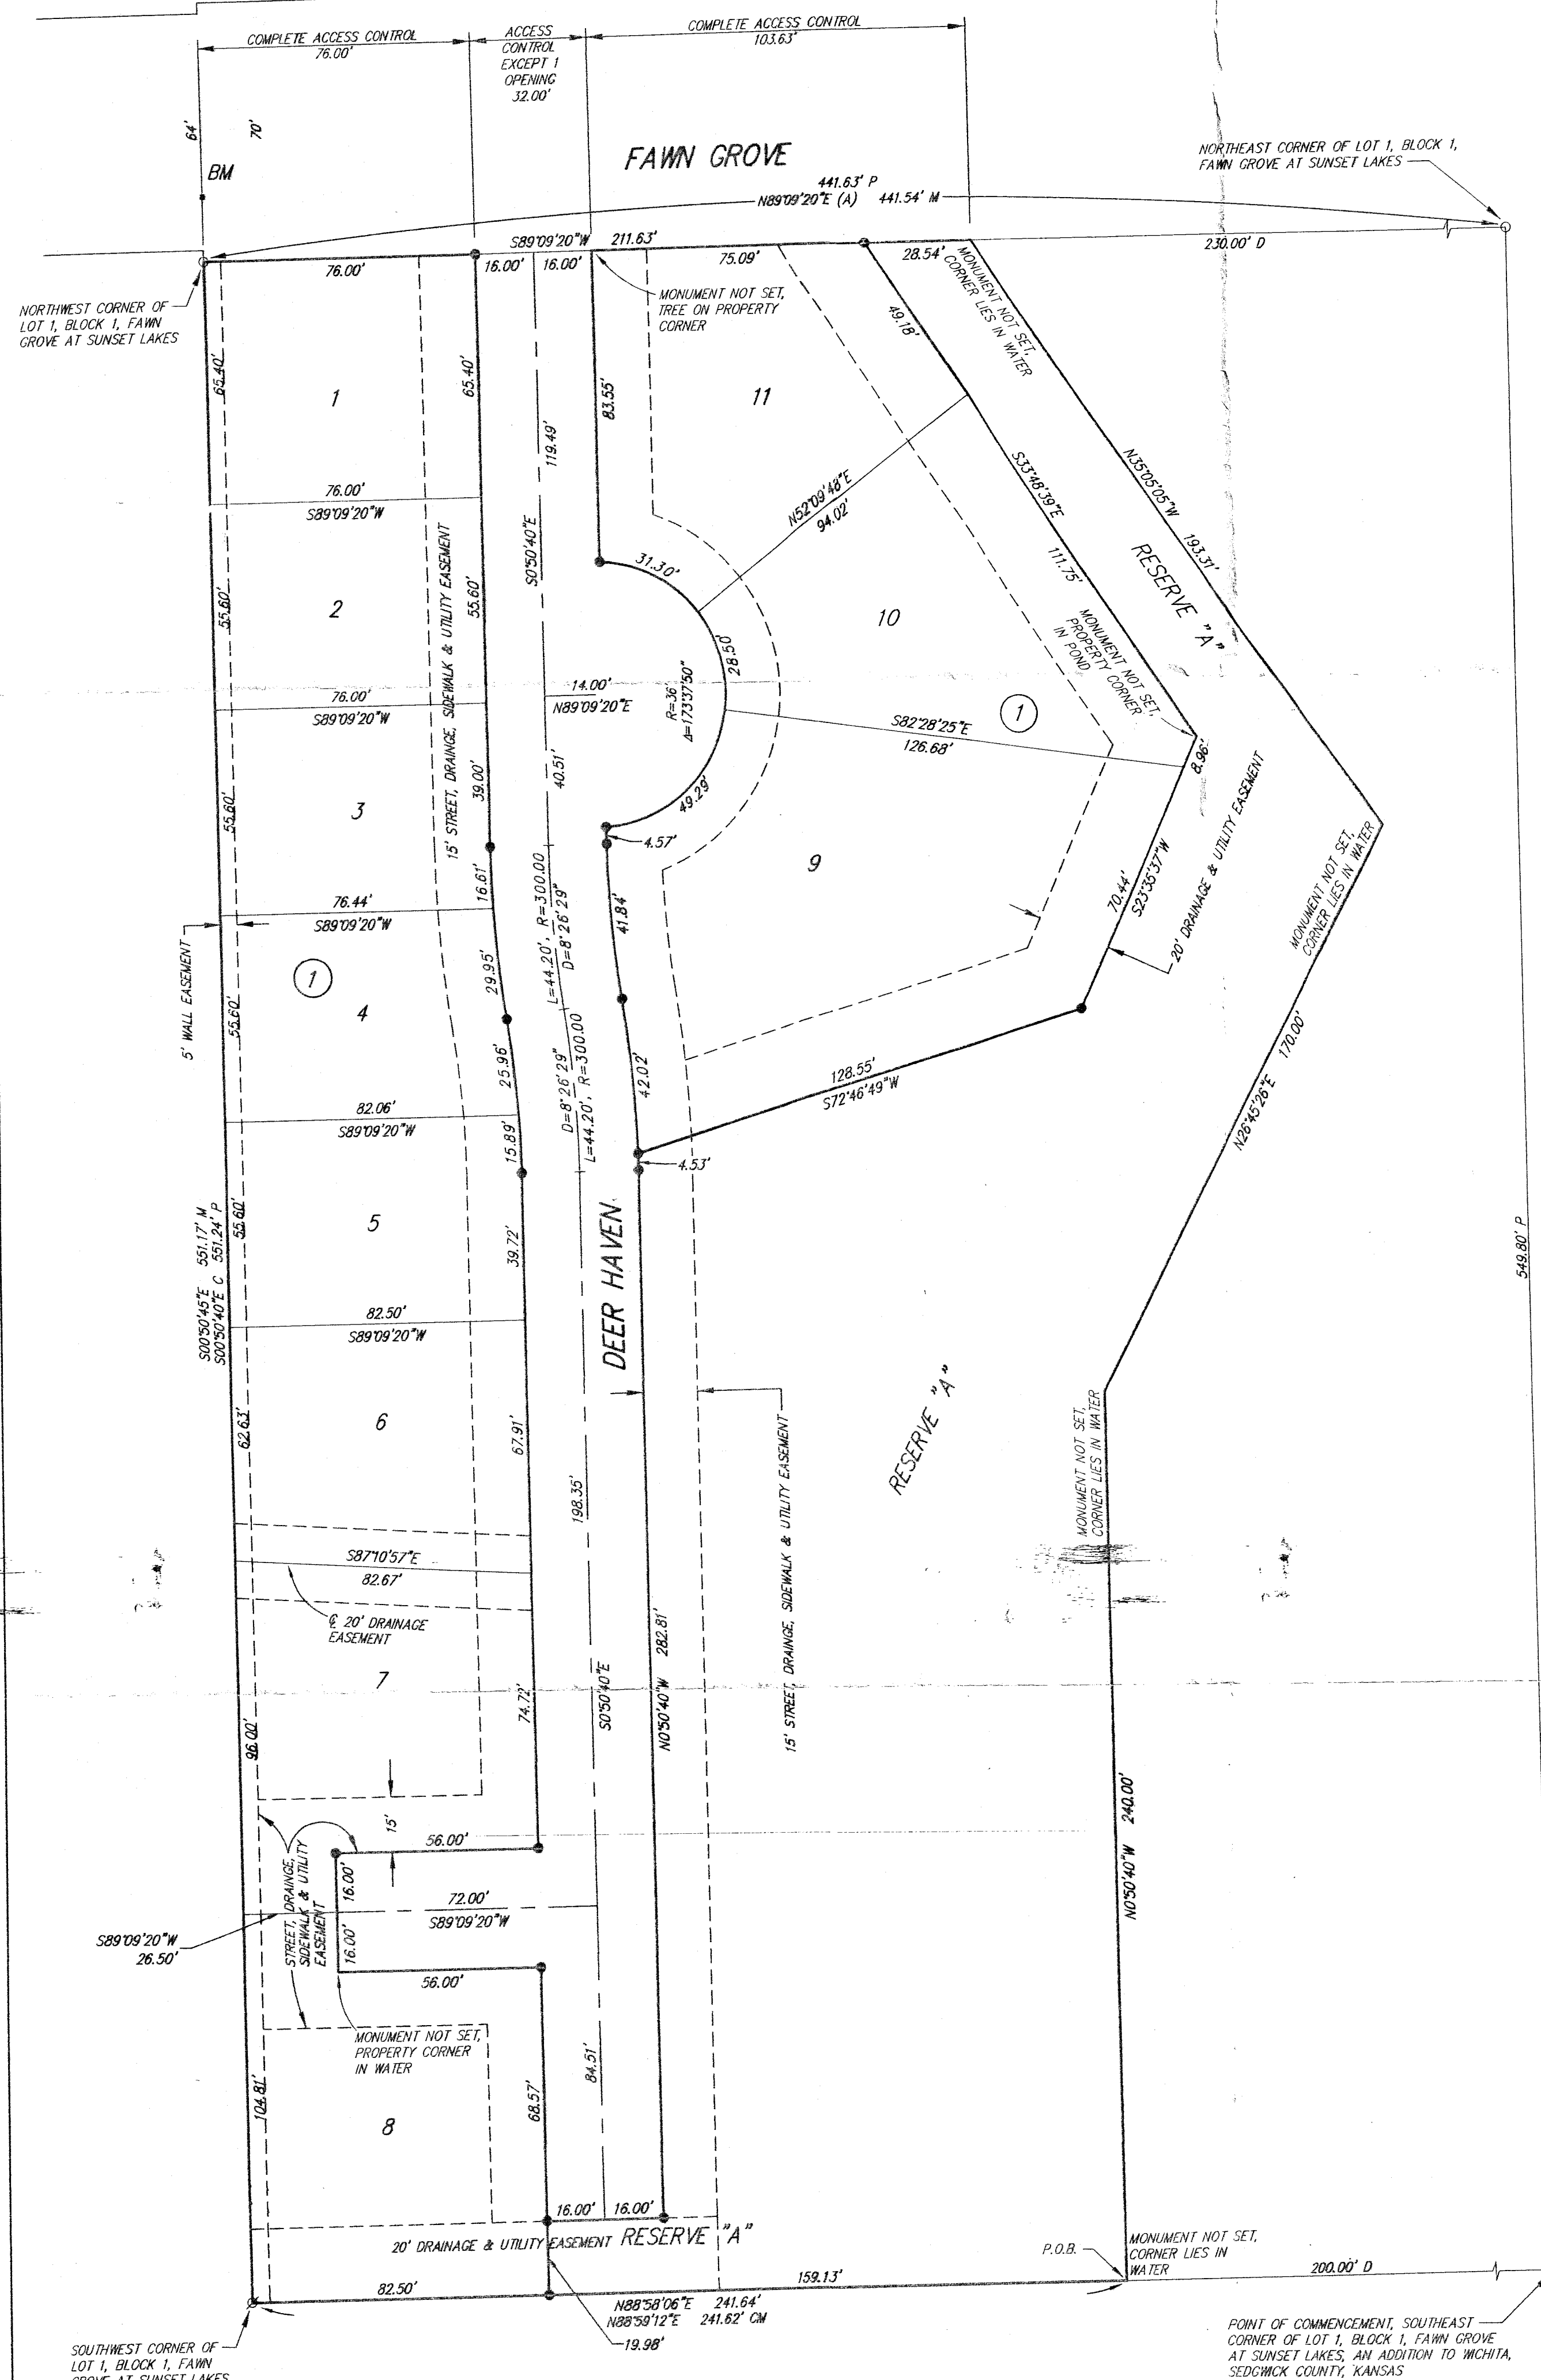 COMPLETE ACCESS CONTROL
76.00'
ACCESS
CONTROL
EXCEPT 1
OPENING
32.00'
COMPLETE ACCESS CONTROL
103.63'
64'
70'
BM
FAWN GROVE
NORTHEAST CORNER OF LOT 1, BLOCK 1,
FAWN GROVE AT SUNSET LAKES
441.63' P
N89°09'20"E (A) 441.54' M
S89°09'20"W 211.63'
230.00' D
76.00'
16.00'
16.00'
75.09'
28.54'
NORTHWEST CORNER OF
LOT 1, BLOCK 1, FAWN
GROVE AT SUNSET LAKES
MONUMENT NOT SET,
TREE ON PROPERTY
CORNER
MONUMENT NOT SET,
CORNER LIES IN WATER
49.18'
65.40'
1
65.40'
83.55'
11
119.49'
N35°05'05"W 193.31'
S33°48'39"E
111.75'
N52°09'48"E
94.02'
76.00'
S89°09'20"W
15' STREET, DRAINGE, SIDEWALK & UTILITY EASEMENT
S0°50'40"E
31.30'
RESERVE "A"
55.60'
2
55.60'
10
MONUMENT NOT SET,
PROPERTY CORNER
IN POND
28.50'
R=36'
Δ=173°37'50"
14.00'
N89°09'20"E
76.00'
S89°09'20"W
1
S82°28'25"E
126.68'
8.96'
39.00'
40.51'
49.29'
55.60'
3
4.57'
9
20' DRAINAGE & UTILITY EASEMENT
70.44'
S23°35'37"W
MONUMENT NOT SET,
CORNER LIES IN WATER
16.61'
76.44'
S89°09'20"W
41.84'
L=44.20', R=300.00
D=8°26'29"
5' WALL EASEMENT
1
29.95'
55.60'
4
25.96'
D=8°26'29"
L=44.20', R=300.00
42.02'
128.55'
S72°46'49"W
N26°45'26"E 170.00'
82.06'
S89°09'20"W
15.89'
4.53'
S00°50'45"E 551.17' M
S00°50'40"E C 551.24' P
55.60'
5
39.72'
DEER HAVEN
549.80' P
82.50'
S89°09'20"W
62.63'
6
67.91'
RESERVE "A"
MONUMENT NOT SET,
CORNER LIES IN WATER
15' STREET, DRAINGE, SIDEWALK & UTILITY EASEMENT
198.35'
S87°10'57"E
82.67'
℄ 20' DRAINAGE
EASEMENT
7
74.72'
S0°50'40"E
N0°50'40"W 282.81'
96.00'
15'
56.00'
N0°50'40"W 240.00'
STREET, DRAINGE,
SIDEWALK & UTILITY
EASEMENT
16.00'
16.00'
72.00'
S89°09'20"W
S89°09'20"W
26.50'
56.00'
MONUMENT NOT SET,
PROPERTY CORNER
IN WATER
84.51'
104.81'
68.57'
8
16.00'
16.00'
20' DRAINAGE & UTILITY EASEMENT RESERVE "A"
P.O.B.
MONUMENT NOT SET,
CORNER LIES IN
WATER
200.00' D
82.50'
159.13'
N88°58'06"E 241.64'
N88°59'12"E 241.62' CM
19.98'
SOUTHWEST CORNER OF
LOT 1, BLOCK 1, FAWN
GROVE AT SUNSET LAKES
POINT OF COMMENCEMENT, SOUTHEAST
CORNER OF LOT 1, BLOCK 1, FAWN GROVE
AT SUNSET LAKES, AN ADDITION TO WICHITA,
SEDGWICK COUNTY, KANSAS